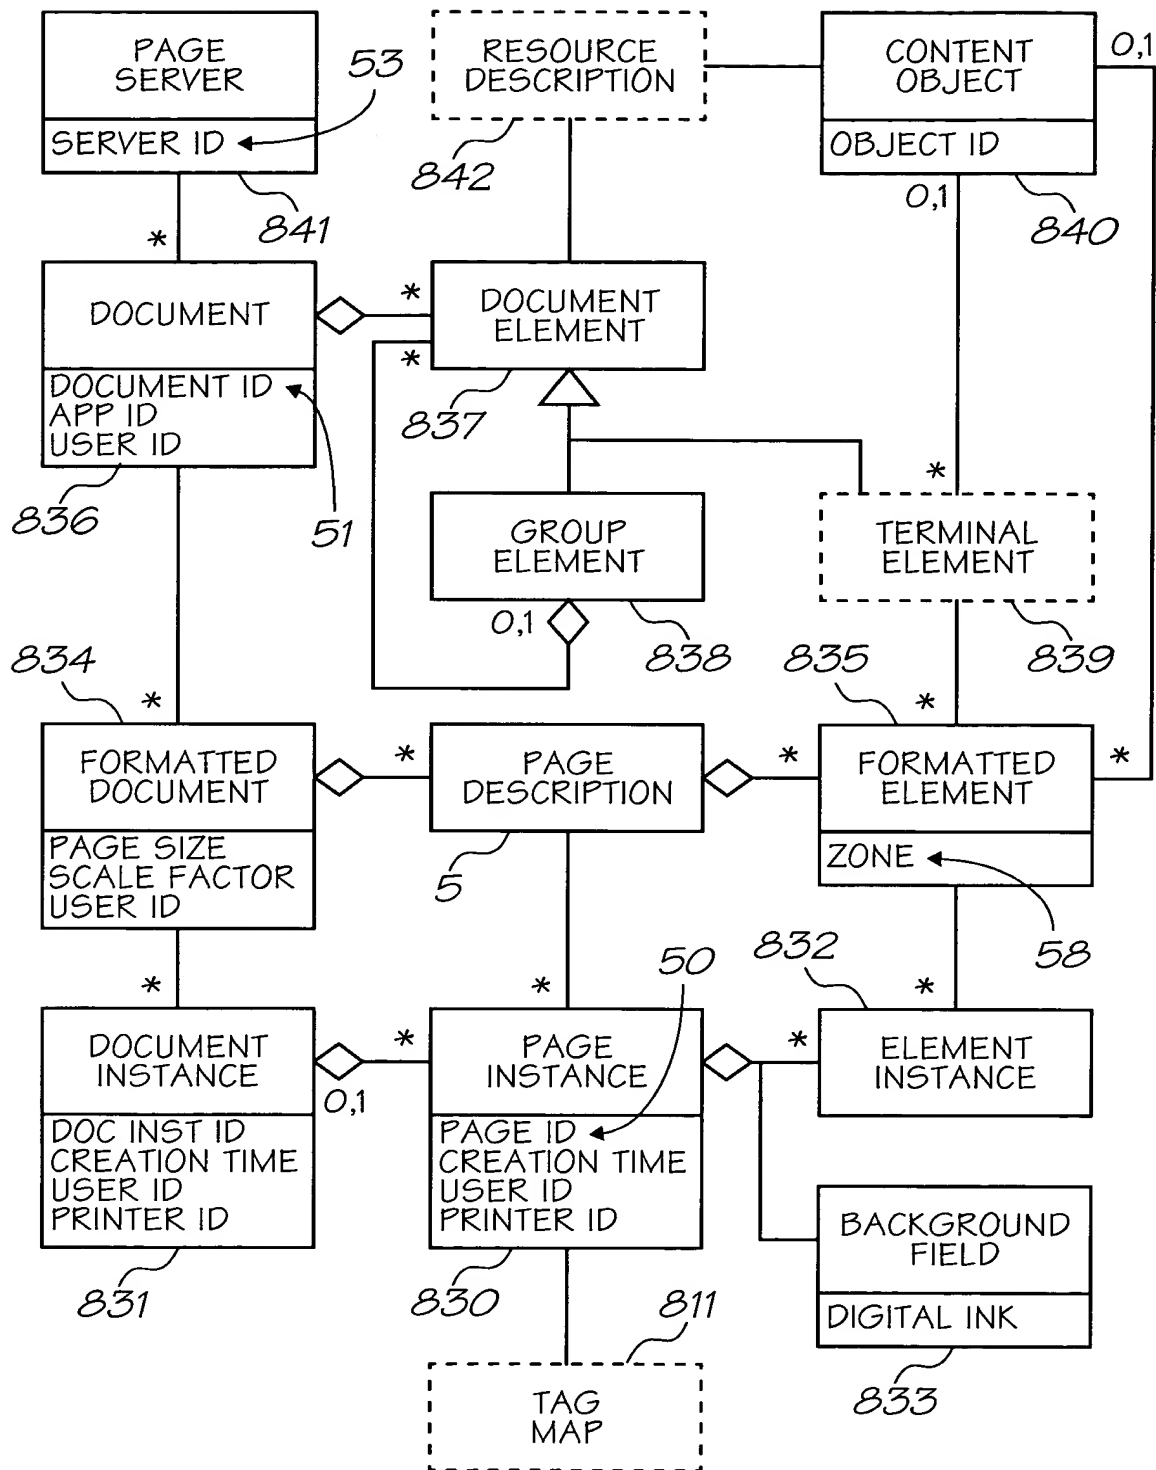 PAGE
SERVER
SERVER ID
53
841
*
RESOURCE
DESCRIPTION
842
CONTENT
OBJECT
OBJECT ID
0,1
0,1
840
DOCUMENT
DOCUMENT ID
APP ID
USER ID
836
51
*
*
DOCUMENT
ELEMENT
837
GROUP
ELEMENT
0,1
838
*
TERMINAL
ELEMENT
839
834
*
FORMATTED
DOCUMENT
PAGE SIZE
SCALE FACTOR
USER ID
*
PAGE
DESCRIPTION
5
*
835
*
FORMATTED
ELEMENT
*
ZONE
58
*
DOCUMENT
INSTANCE
0,1
DOC INST ID
CREATION TIME
USER ID
PRINTER ID
831
*
*
50
PAGE
INSTANCE
PAGE ID
CREATION TIME
USER ID
PRINTER ID
830
*
832
*
ELEMENT
INSTANCE
BACKGROUND
FIELD
DIGITAL INK
833
811
TAG
MAP